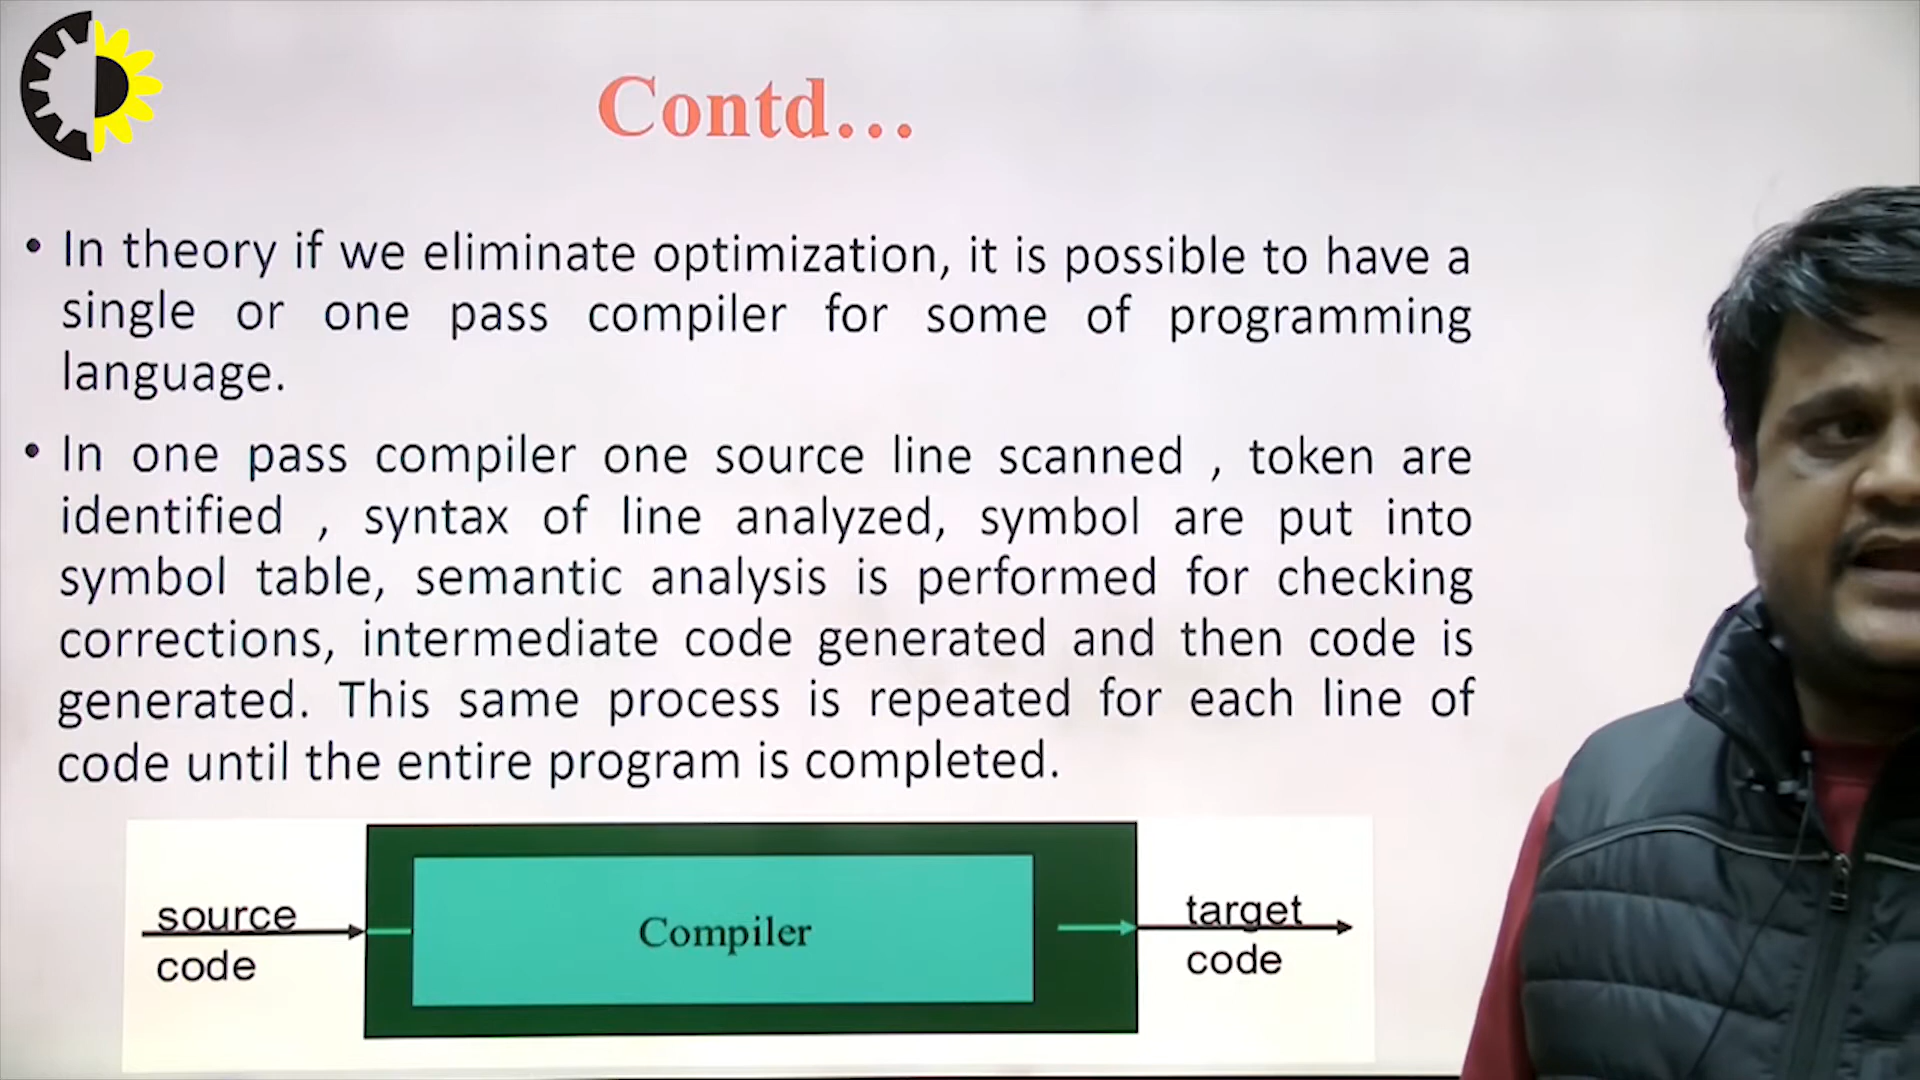 Contd...
• In theory if we eliminate optimization, it is possible to have a
single or one pass compiler for some of programming
language.
• In one pass compiler one source line scanned , token are
identified , syntax of line analyzed, symbol are put into
symbol table, semantic analysis is performed for checking
corrections, intermediate code generated and then code is
generated. This same process is repeated for each line of
code until the entire program is completed.
source
code
Compiler
target
code